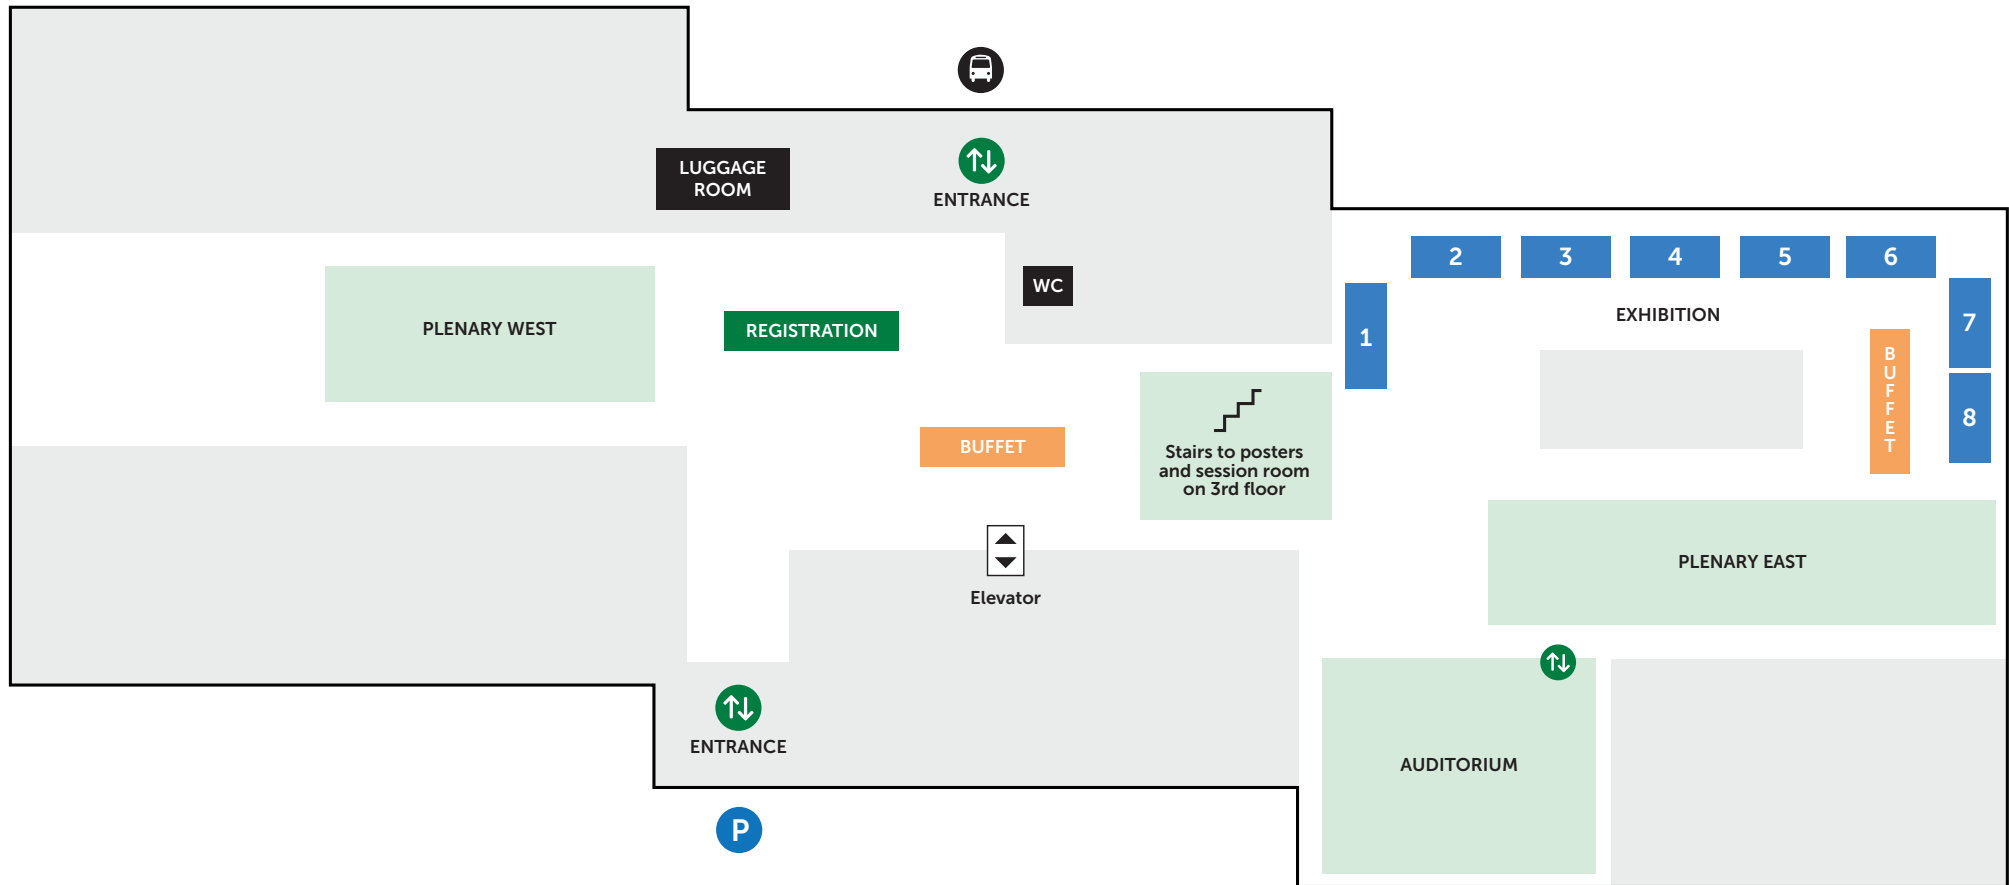 LUGGAGE
ROOM
ENTRANCE
WC
2
3
4
5
6
7
8
1
EXHIBITION
PLENARY WEST
REGISTRATION
BUFFET
BUFFET
Stairs to posters
and session room
on 3rd floor
PLENARY EAST
Elevator
ENTRANCE
AUDITORIUM
P